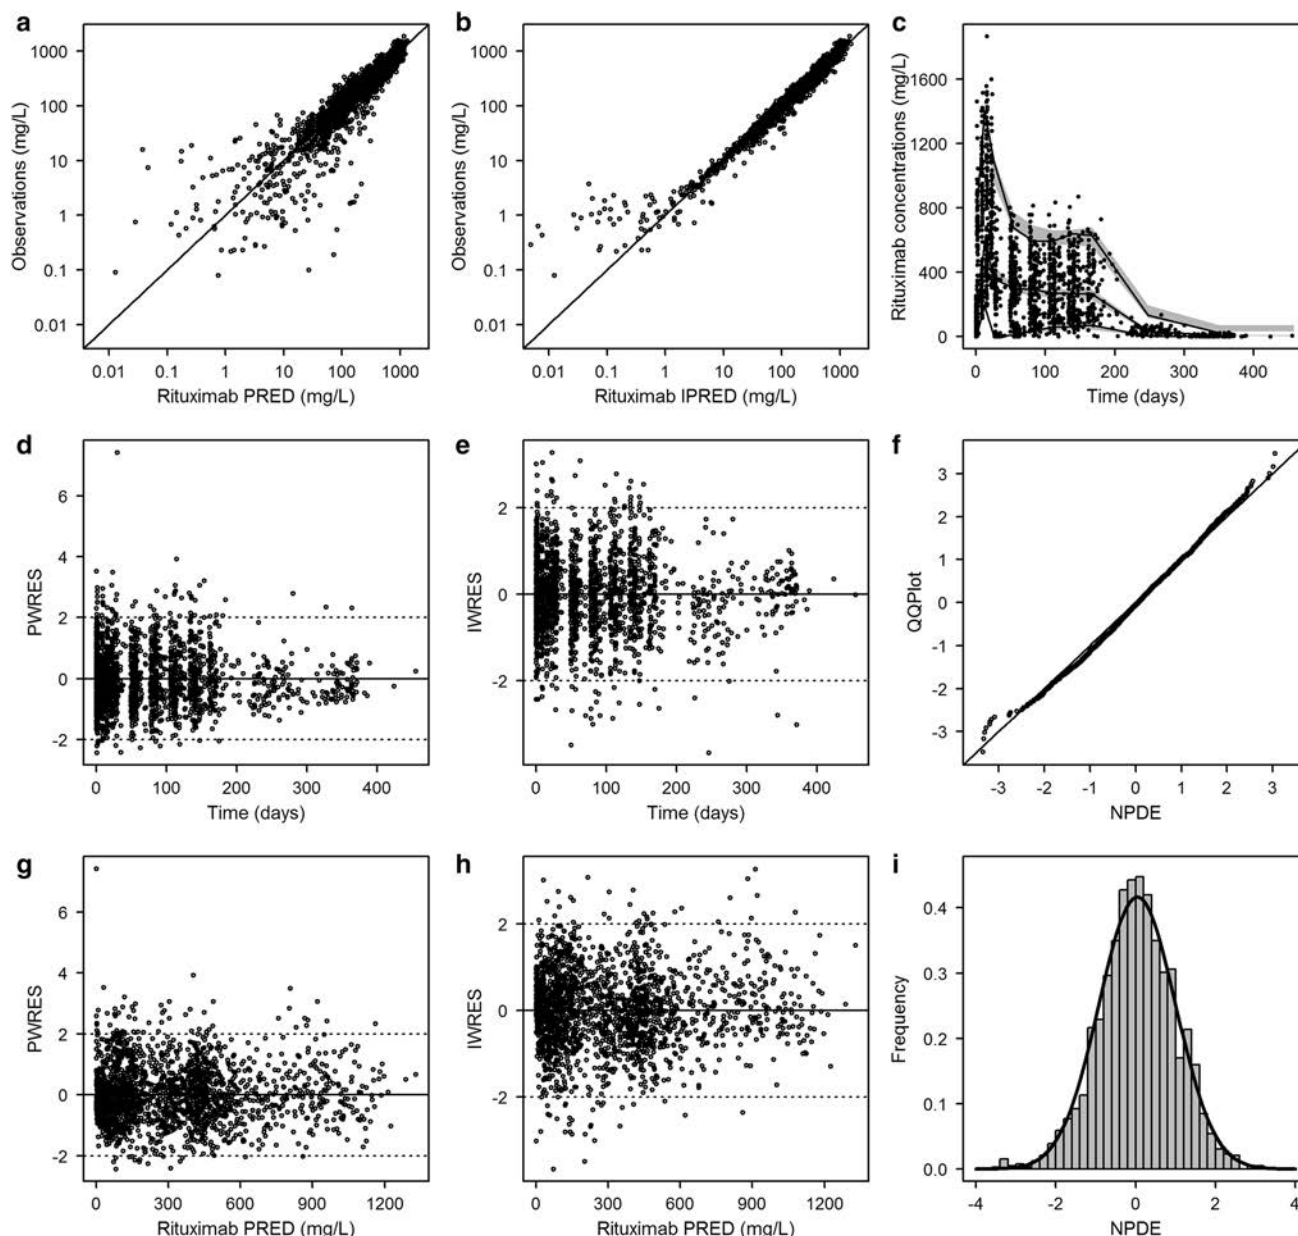 a
Observations (mg/L)
1000
100
10
1
0.1
0.01
0.01 0.1 1 10 100 1000
Rituximab PRED (mg/L)
b
Observations (mg/L)
1000
100
10
1
0.1
0.01
0.01 0.1 1 10 100 1000
Rituximab IPRED (mg/L)
c
Rituximab concentrations (mg/L)
1600
1200
800
400
0
0 100 200 300 400
Time (days)
d
PWRES
6
4
2
0
-2
0 100 200 300 400
Time (days)
e
IWRES
2
0
-2
0 100 200 300 400
Time (days)
f
QQPlot
3
2
1
0
-1
-2
-3
-3 -2 -1 0 1 2 3
NPDE
g
PWRES
6
4
2
0
-2
0 300 600 900 1200
Rituximab PRED (mg/L)
h
IWRES
2
0
-2
0 300 600 900 1200
Rituximab PRED (mg/L)
i
Frequency
0.4
0.3
0.2
0.1
0.0
-4 -2 0 2 4
NPDE